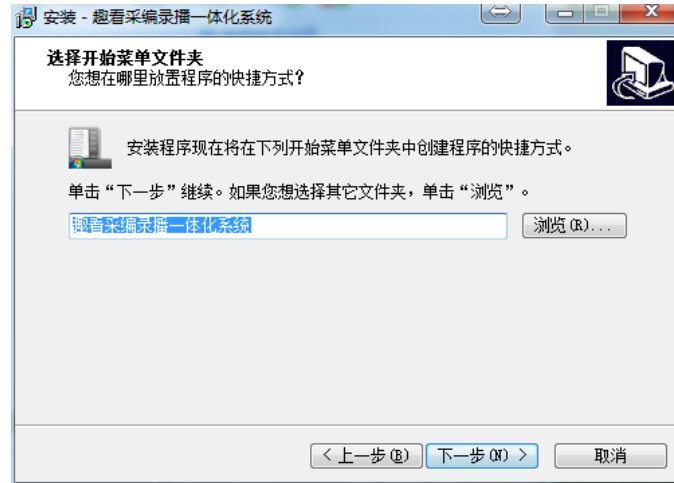 安装 - 趣看采编录播一体化系统
选择开始菜单文件夹
您想在哪里放置程序的快捷方式?
安装程序现在将在下列开始菜单文件夹中创建程序的快捷方式。
单击“下一步”继续。如果您想选择其它文件夹，单击“浏览”。
趣看采编录播一体化系统
浏览(R)...
< 上一步(B)
下一步(N) >
取消